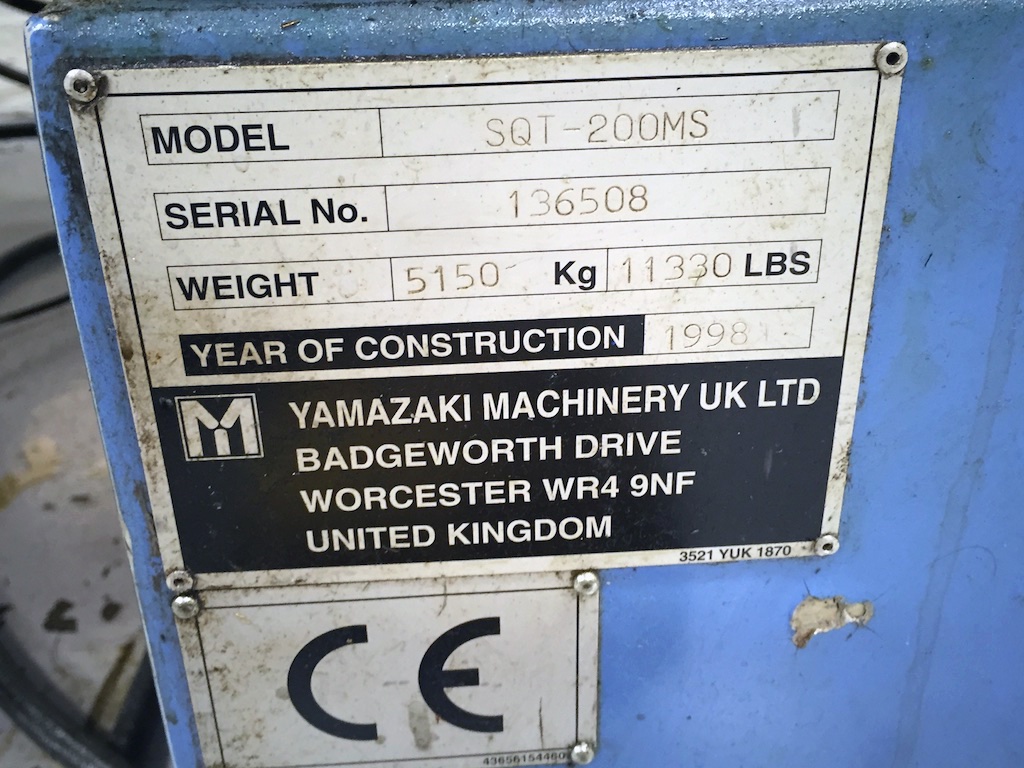 MODEL SQT-200MS
SERIAL No. 136508
WEIGHT 5150 Kg 11330 LBS
YEAR OF CONSTRUCTION 1998
YAMAZAKI MACHINERY UK LTD
BADGEWORTH DRIVE
WORCESTER WR4 9NF
UNITED KINGDOM
3521 YUK 1870
CE
43656154460